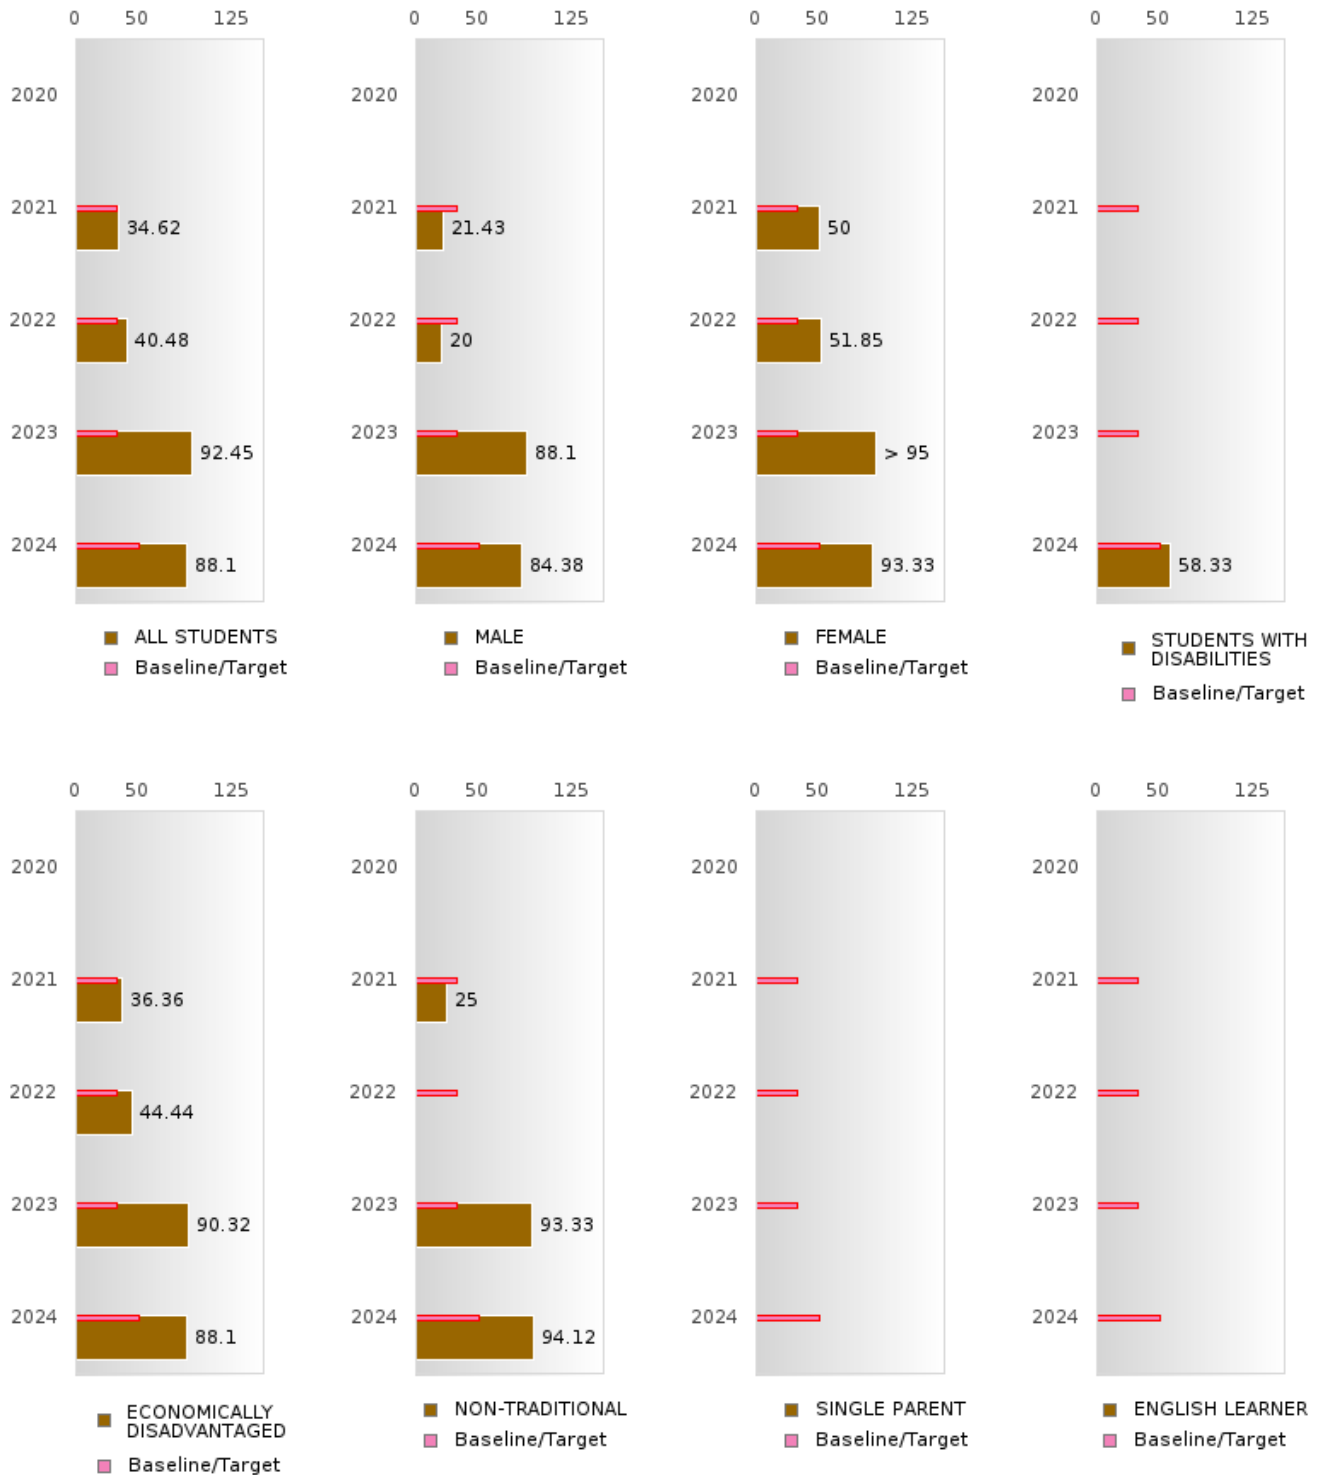 0 50 125 0 50 125 0 50 125 0 50 125
2020 2020 2020 2020
2021 34.62 2021 21.43 2021 50 2021
2022 40.48 2022 20 2022 51.85 2022
2023 92.45 2023 88.1 2023 > 95 2023
2024 88.1 2024 84.38 2024 93.33 2024 58.33
ALL STUDENTS MALE FEMALE STUDENTS WITH
DISABILITIES
Baseline/Target Baseline/Target Baseline/Target Baseline/Target
0 50 125 0 50 125 0 50 125 0 50 125
2020 2020 2020 2020
2021 36.36 2021 25 2021 2021
2022 44.44 2022 2022 2022
2023 90.32 2023 93.33 2023 2023
2024 88.1 2024 94.12 2024 2024
ECONOMICALLY NON-TRADITIONAL SINGLE PARENT ENGLISH LEARNER
DISADVANTAGED
Baseline/Target Baseline/Target Baseline/Target Baseline/Target